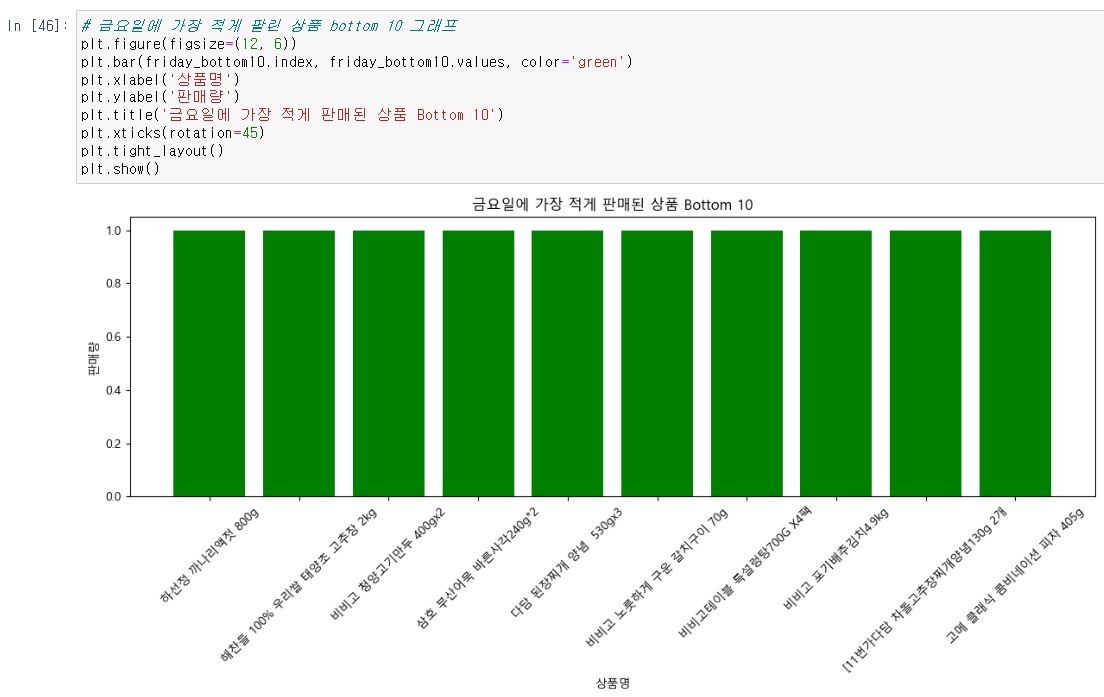 In [46]:
# 금요일에 가장 적게 팔린 상품 bottom 10 그래프
plt.figure(figsize=(12, 6))
plt.bar(friday_bottom10.index, friday_bottom10.values, color='green')
plt.xlabel('상품명')
plt.ylabel('판매량')
plt.title('금요일에 가장 적게 판매된 상품 Bottom 10')
plt.xticks(rotation=45)
plt.tight_layout()
plt.show()
금요일에 가장 적게 판매된 상품 Bottom 10
1.0
0.8
0.6
0.4
0.2
0.0
판매량
하선정 까나리액젓 800g
해찬들 100% 우리쌀 태양초 고추장 2kg
비비고 청양고기만두 400gx2
삼호 부산어묵 바른사각240g*2
다담 된장찌개 양념  530gx3
비비고 노릇하게 구운 갈치구이 70g
비비고테이블 특설렁탕700G X4팩
비비고 포기배추김치4.9kg
[11번가다담 차돌고추장찌개양념130g 2개
고메 클래식 콤비네이션 피자 405g
상품명